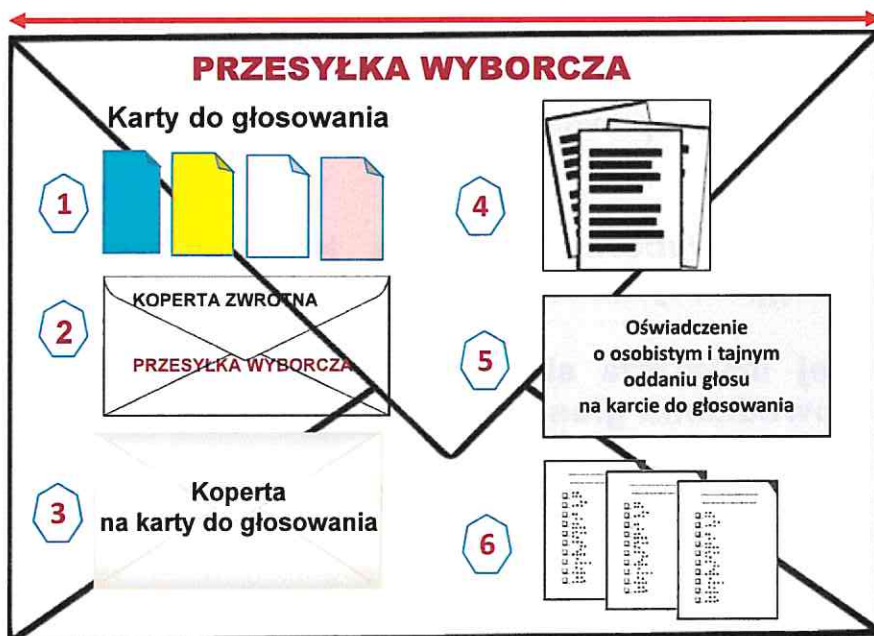 PRZESYŁKA WYBORCZA
Karty do głosowania
1
2
KOPERTA ZWROTNA
PRZESYŁKA WYBORCZA
3
Koperta
na karty do głosowania
4
5
Oświadczenie
o osobistym i tajnym
oddaniu głosu
na karcie do głosowania
6